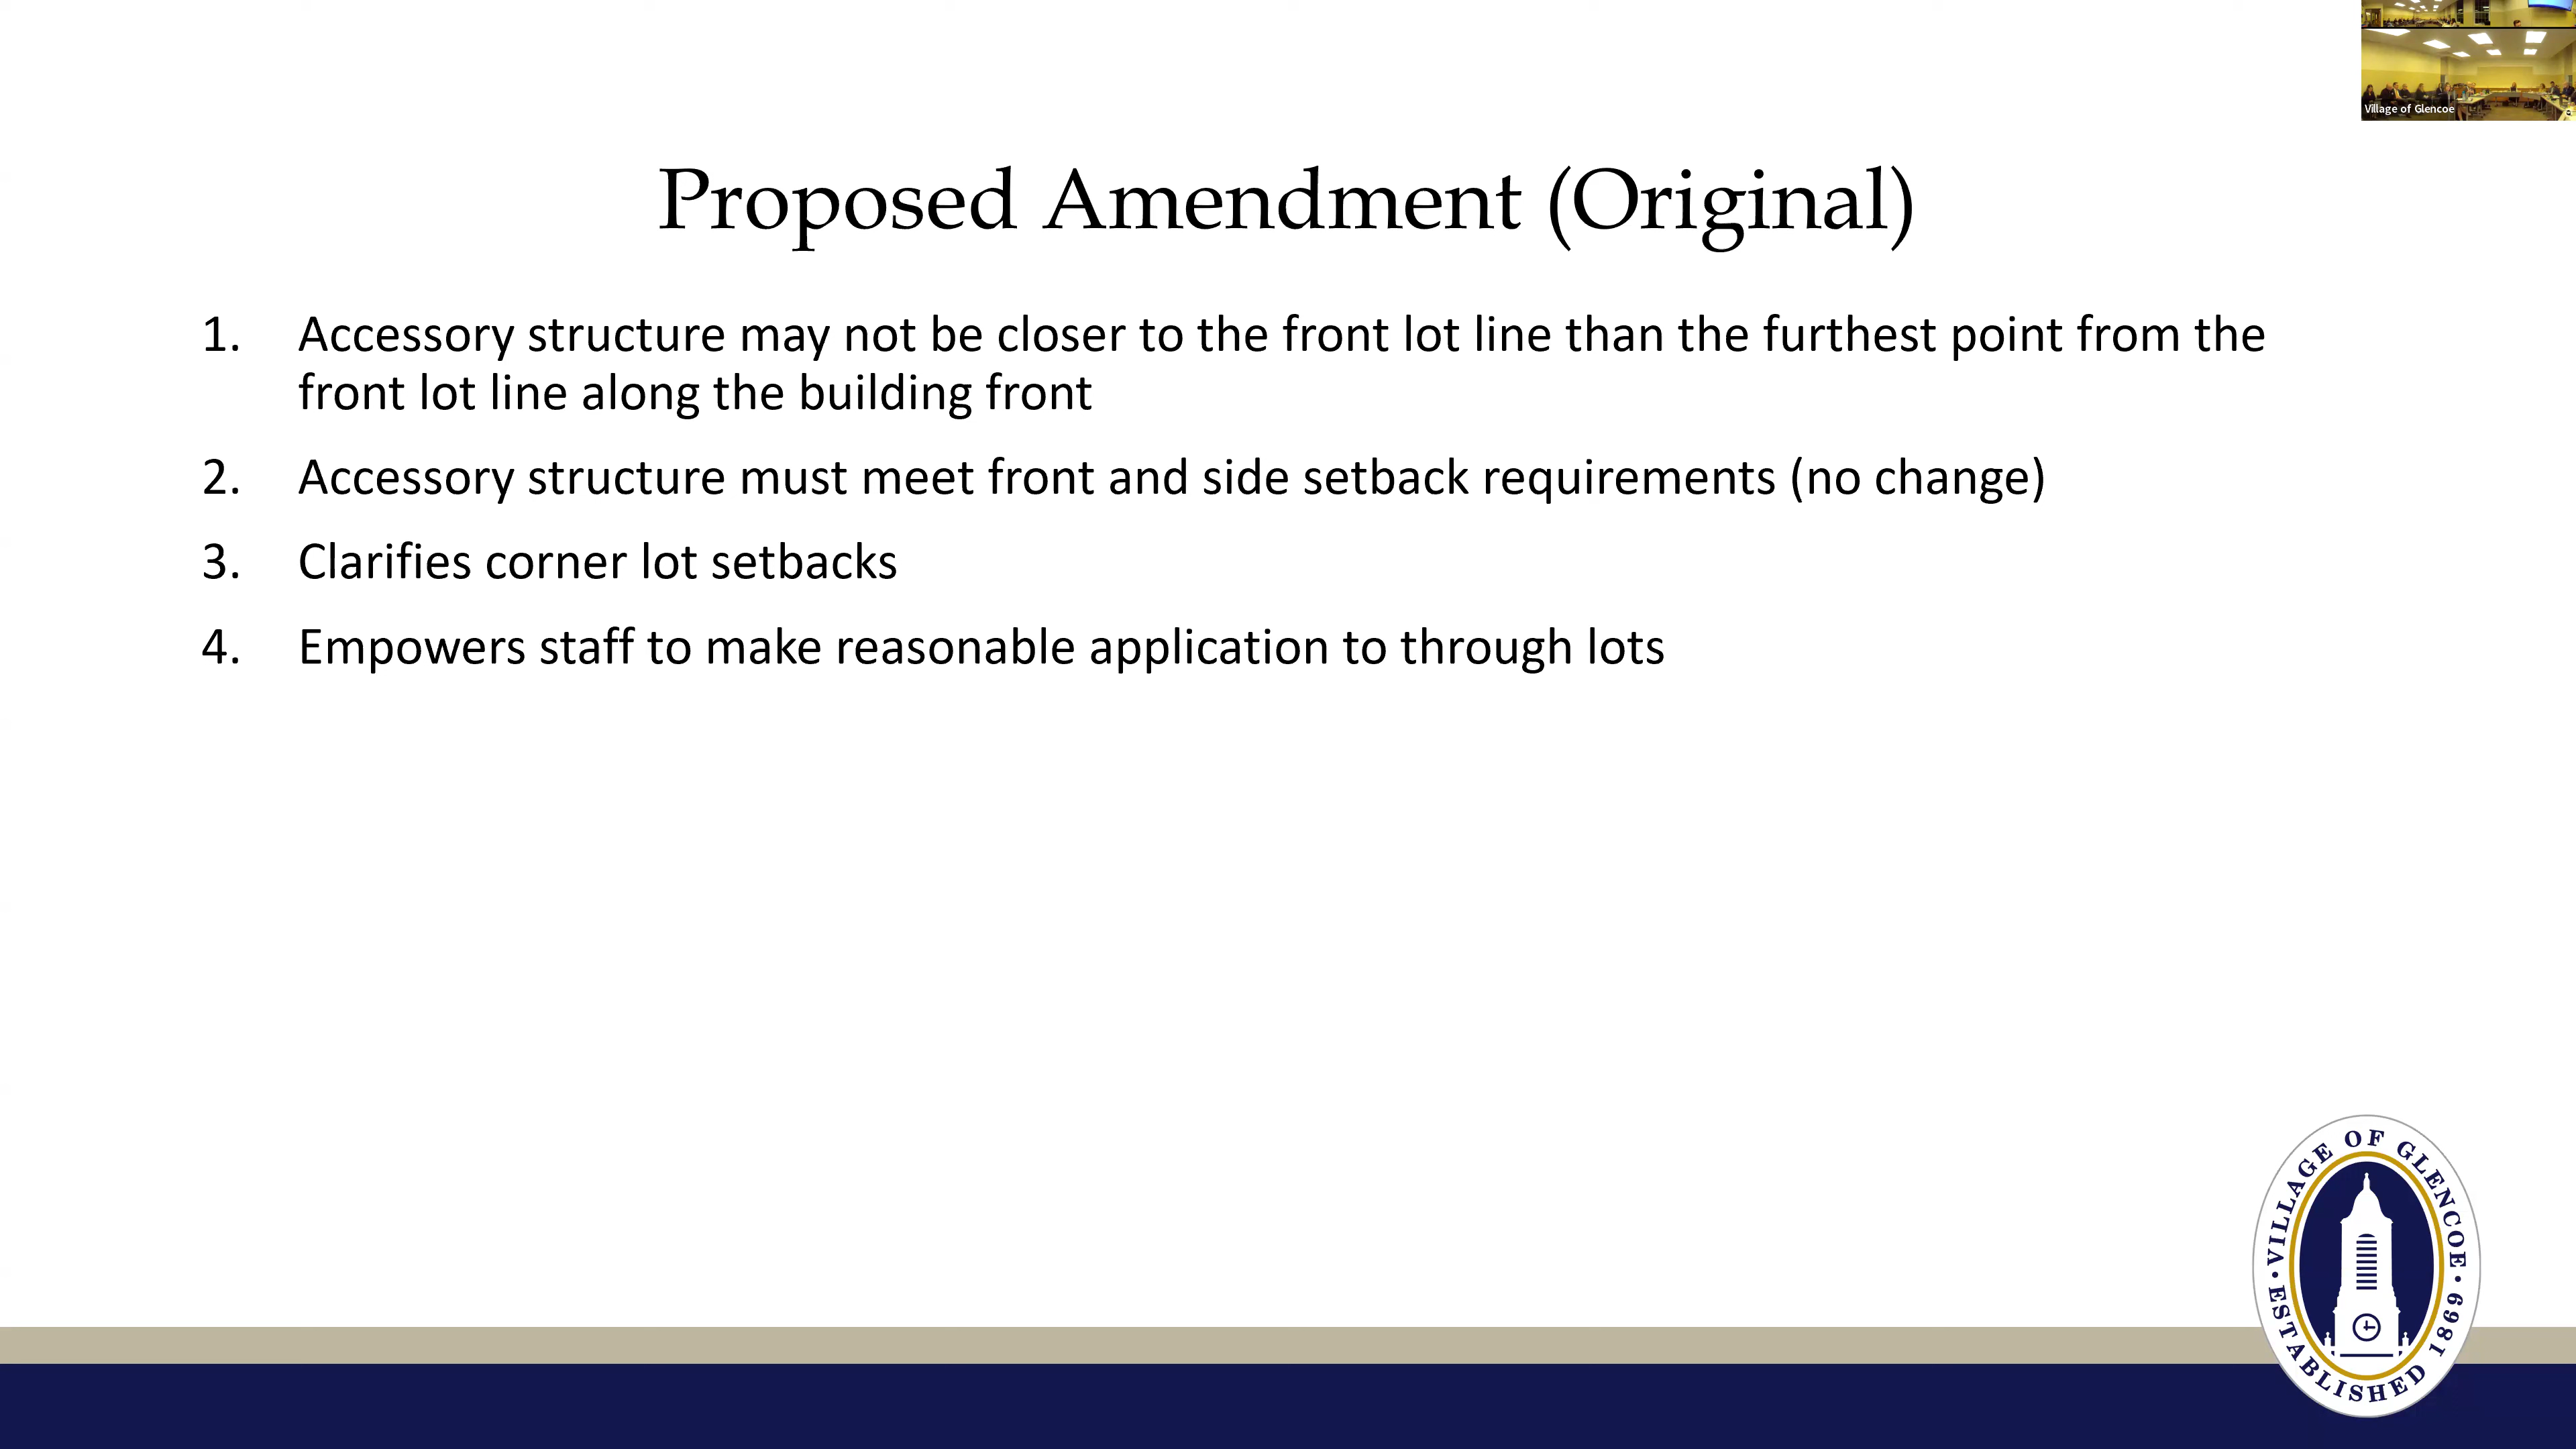 Village of Glencoe
Proposed Amendment (Original)
1. Accessory structure may not be closer to the front lot line than the furthest point from the
front lot line along the building front
2. Accessory structure must meet front and side setback requirements (no change)
3. Clarifies corner lot setbacks
4. Empowers staff to make reasonable application to through lots
VILLAGE OF GLENCOE
ESTABLISHED 1869